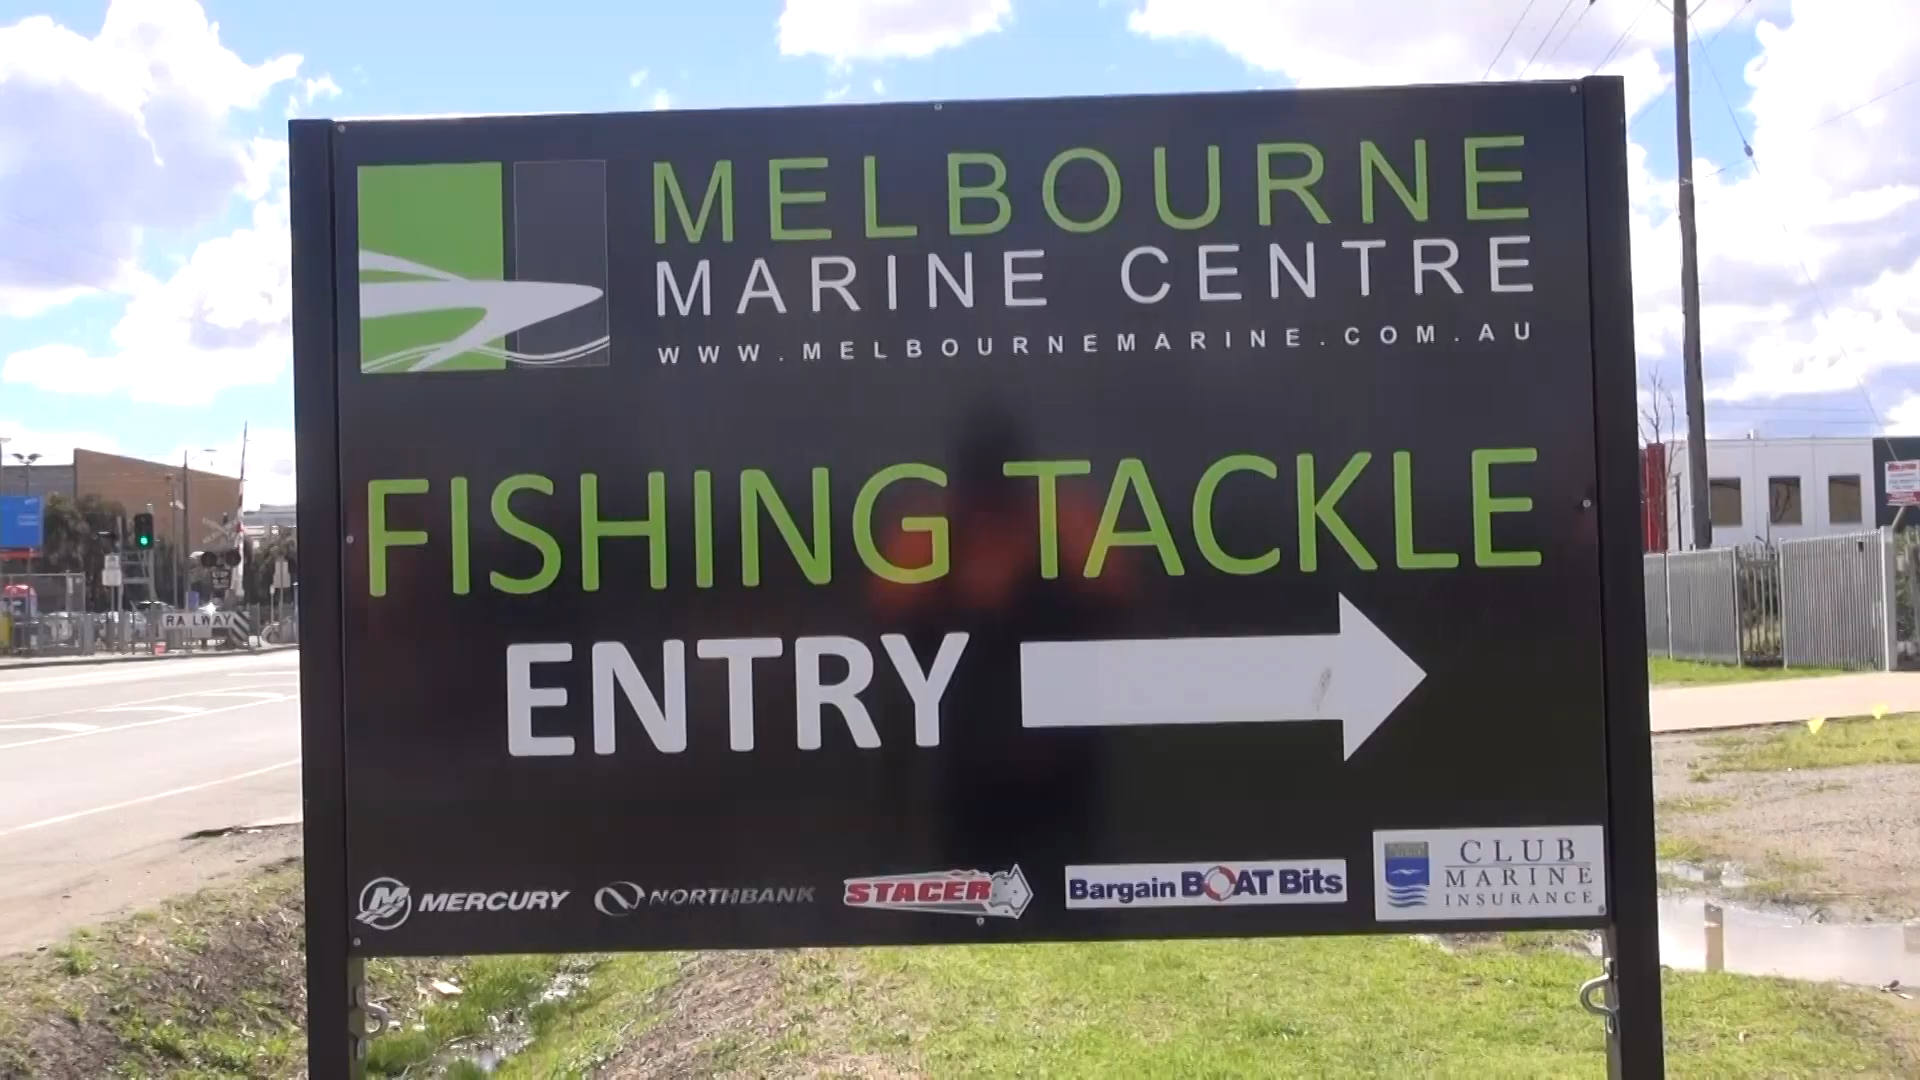 MELBOURNE
MARINE CENTRE
WWW.MELBOURNEMARINE.COM.AU
FISHING TACKLE
ENTRY
MERCURY
NORTHBANK
STACER
Bargain BOAT Bits
CLUB
MARINE
INSURANCE
RAILWAY